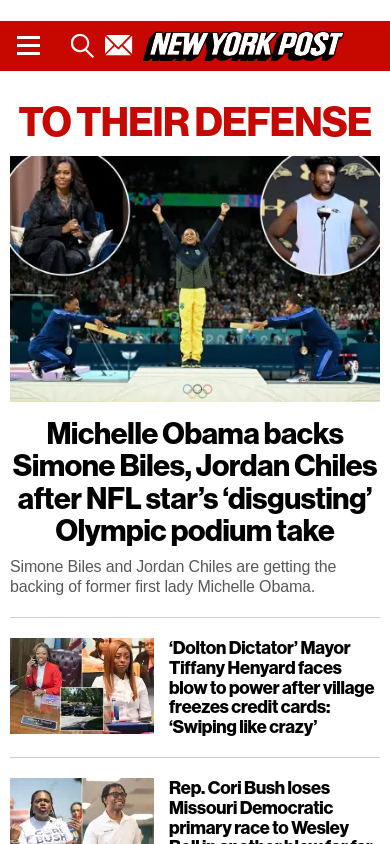 NEW YORK POST
TO THEIR DEFENSE
Michelle Obama backs
Simone Biles, Jordan Chiles
after NFL star’s ‘disgusting’
Olympic podium take
Simone Biles and Jordan Chiles are getting the
backing of former first lady Michelle Obama.
‘Dolton Dictator’ Mayor
Tiffany Henyard faces
blow to power after village
freezes credit cards:
‘Swiping like crazy’
CORI
BUSH
Rep. Cori Bush loses
Missouri Democratic
primary race to Wesley
Bell in another blow for far